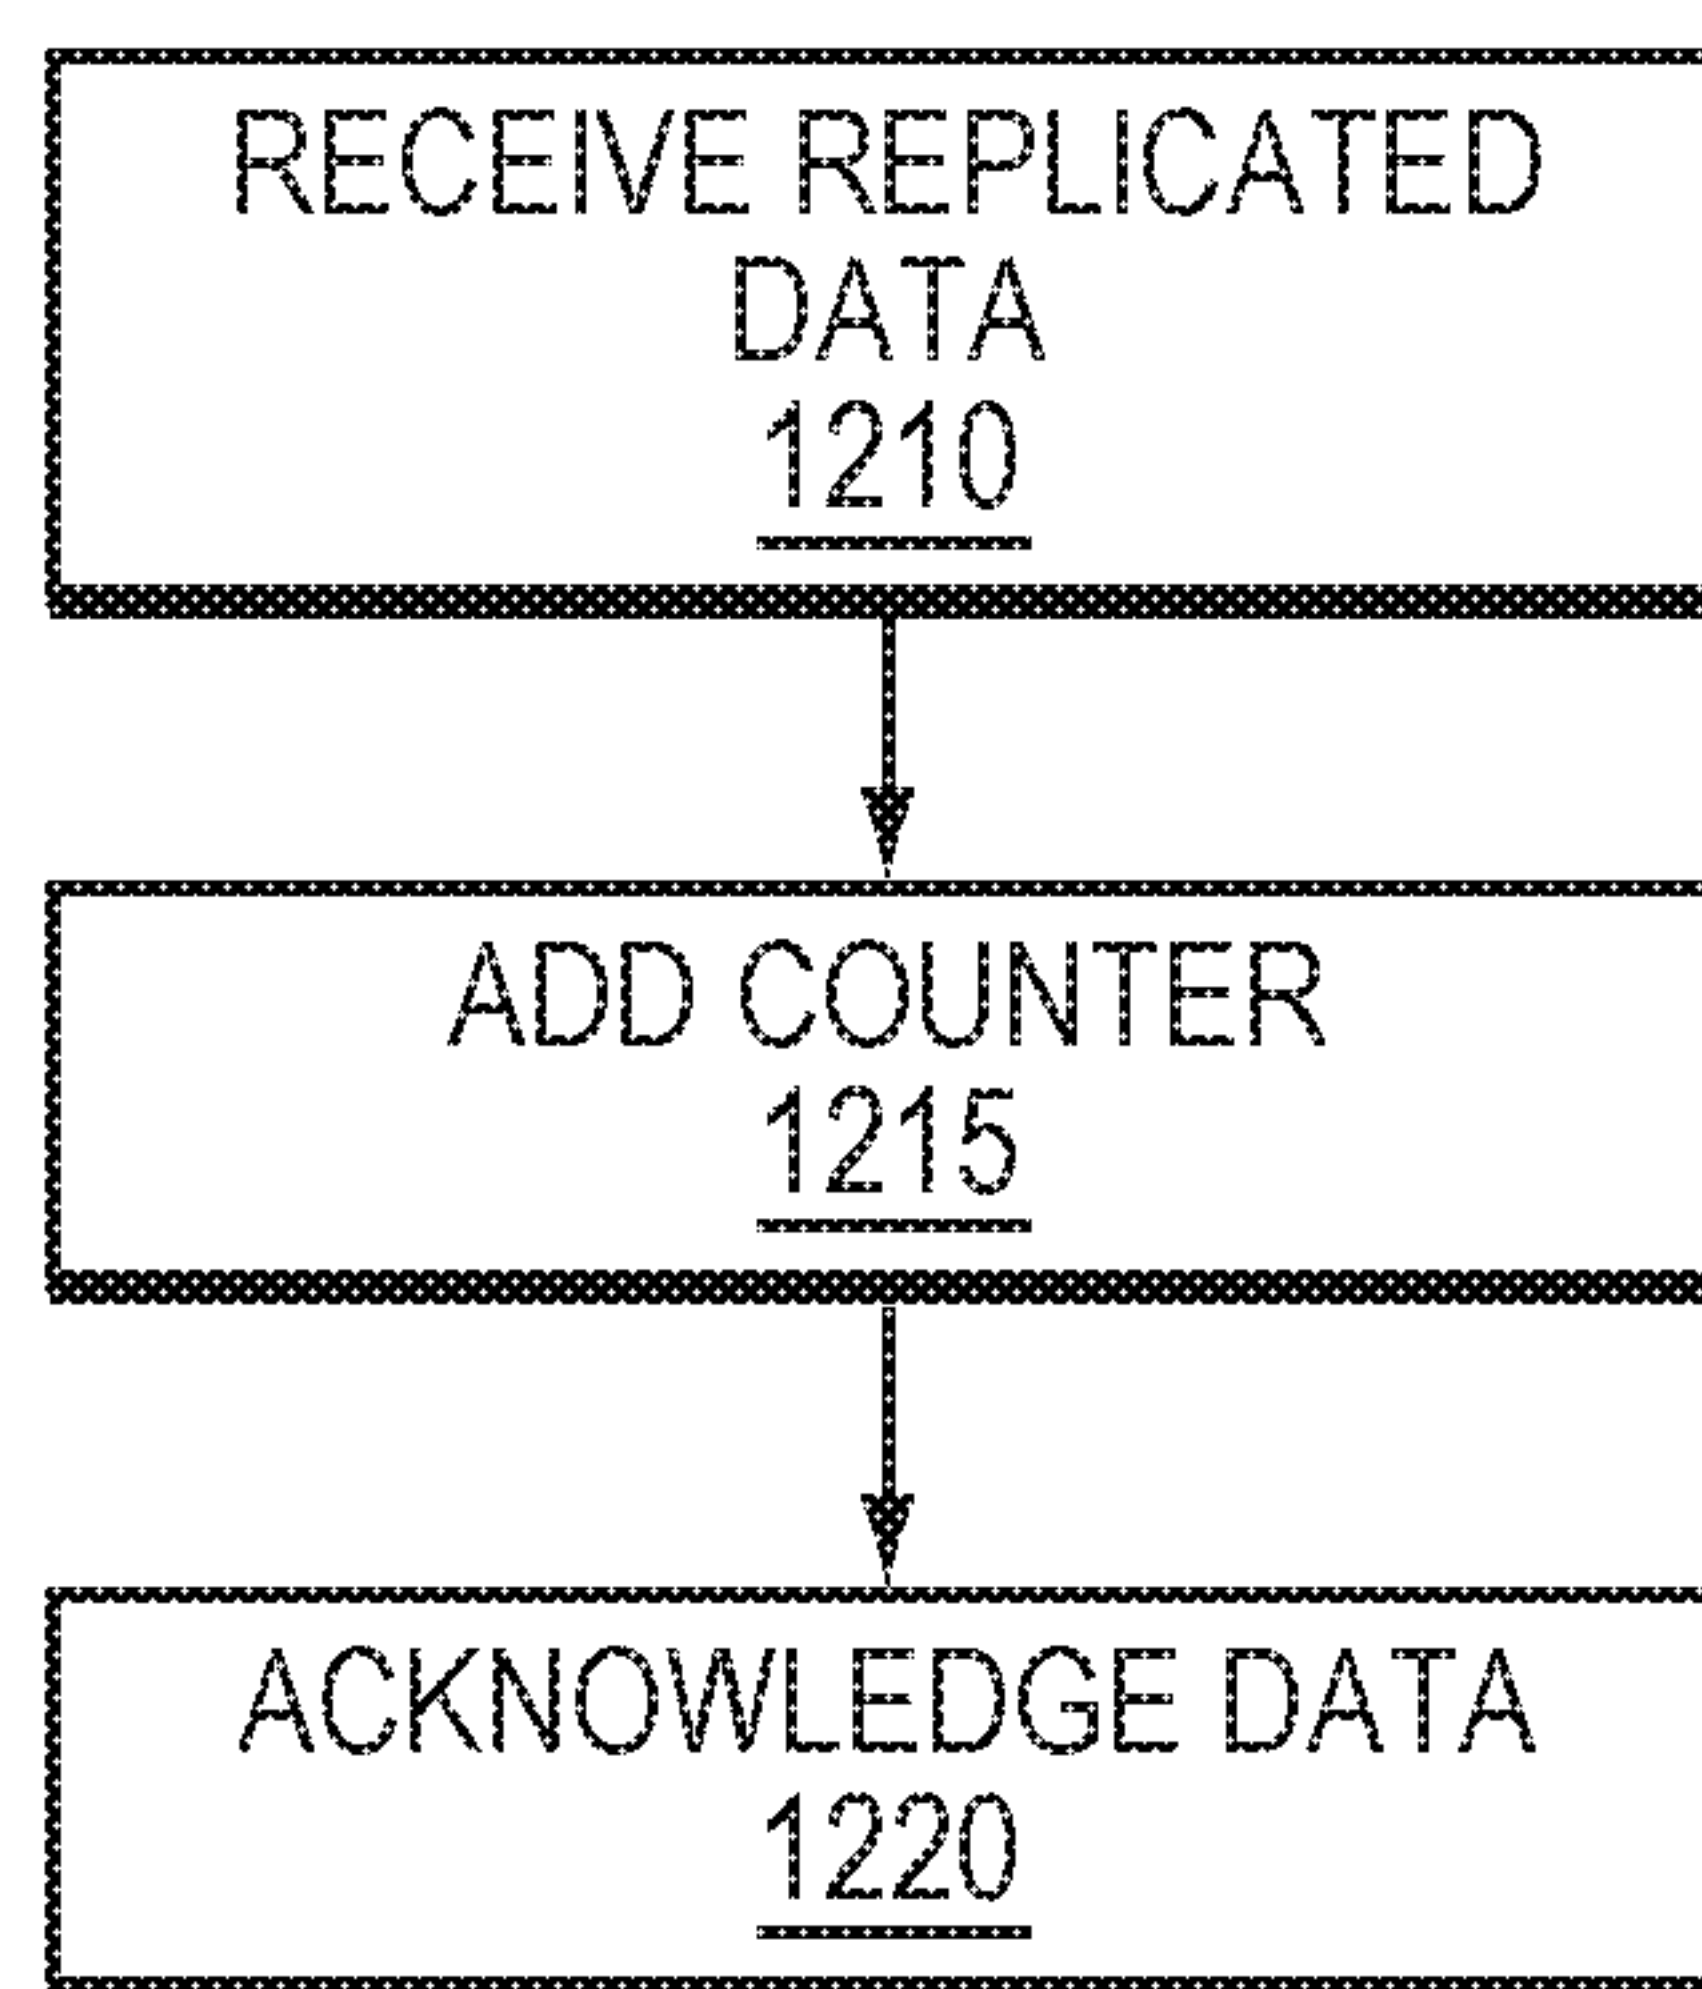 RECEIVE REPLICATED
DATA
1210
ADD COUNTER
1215
ACKNOWLEDGE DATA
1220